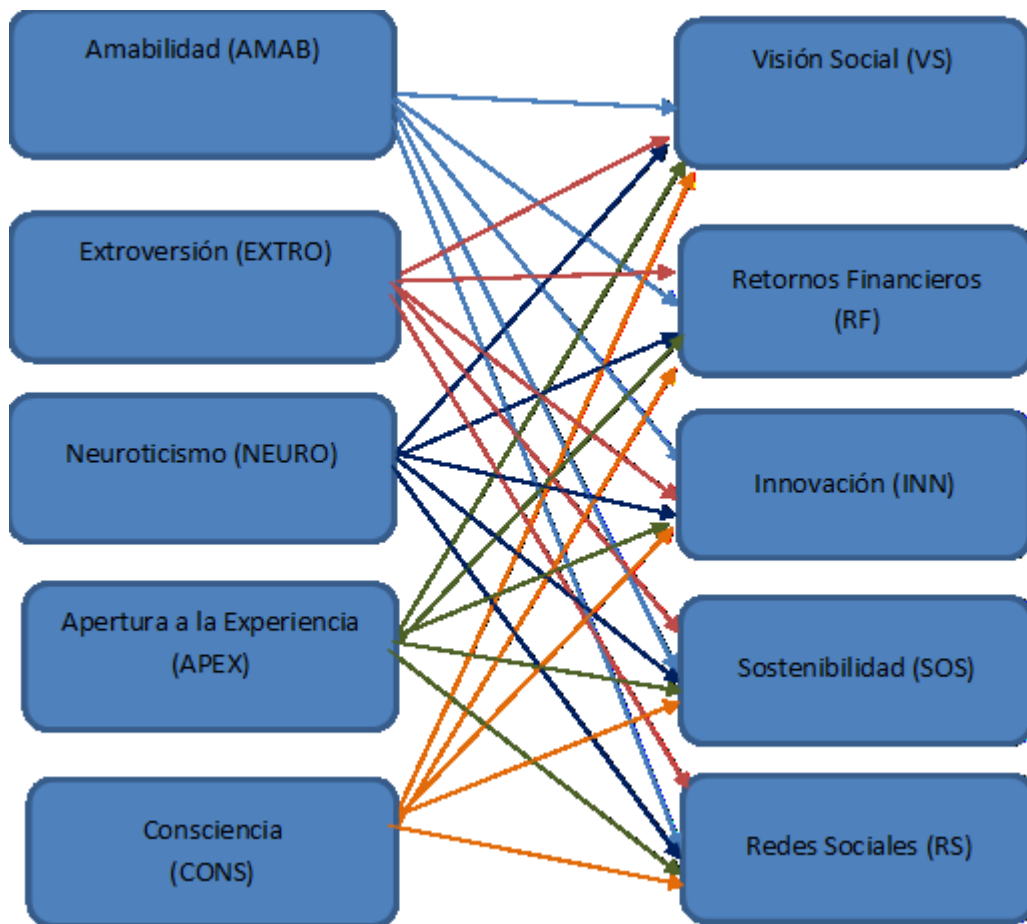 Amabilidad (AMAB)
Extroversión (EXTRO)
Neuroticismo (NEURO)
Apertura a la Experiencia
(APEX)
Consciencia
(CONS)
Visión Social (VS)
Retornos Financieros
(RF)
Innovación (INN)
Sostenibilidad (SOS)
Redes Sociales (RS)